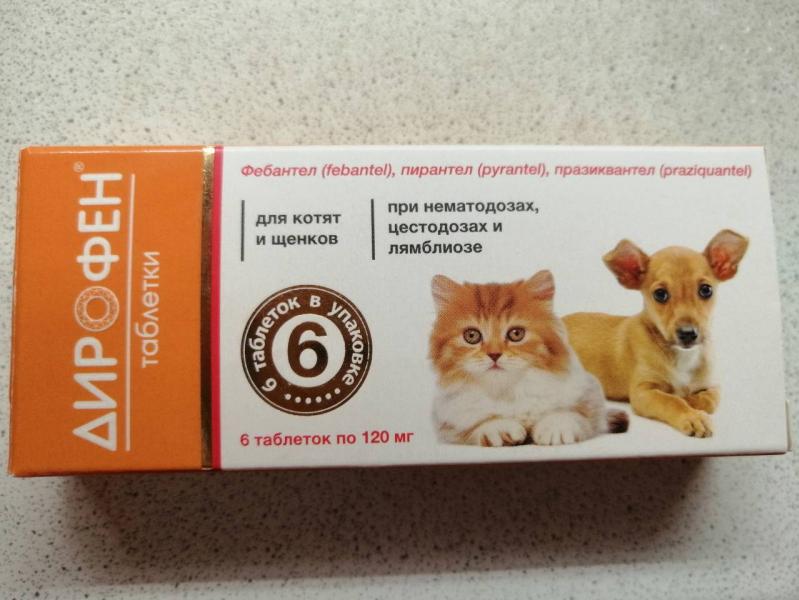 ДИРОФЕН®
таблетки
Фебантел (febantel), пирантел (pyrantel), празиквантел (praziquantel)
для котят
и щенков
при нематодозах,
цестодозах и
лямблиозе
6 таблеток в упаковке
6
6 таблеток по 120 мг